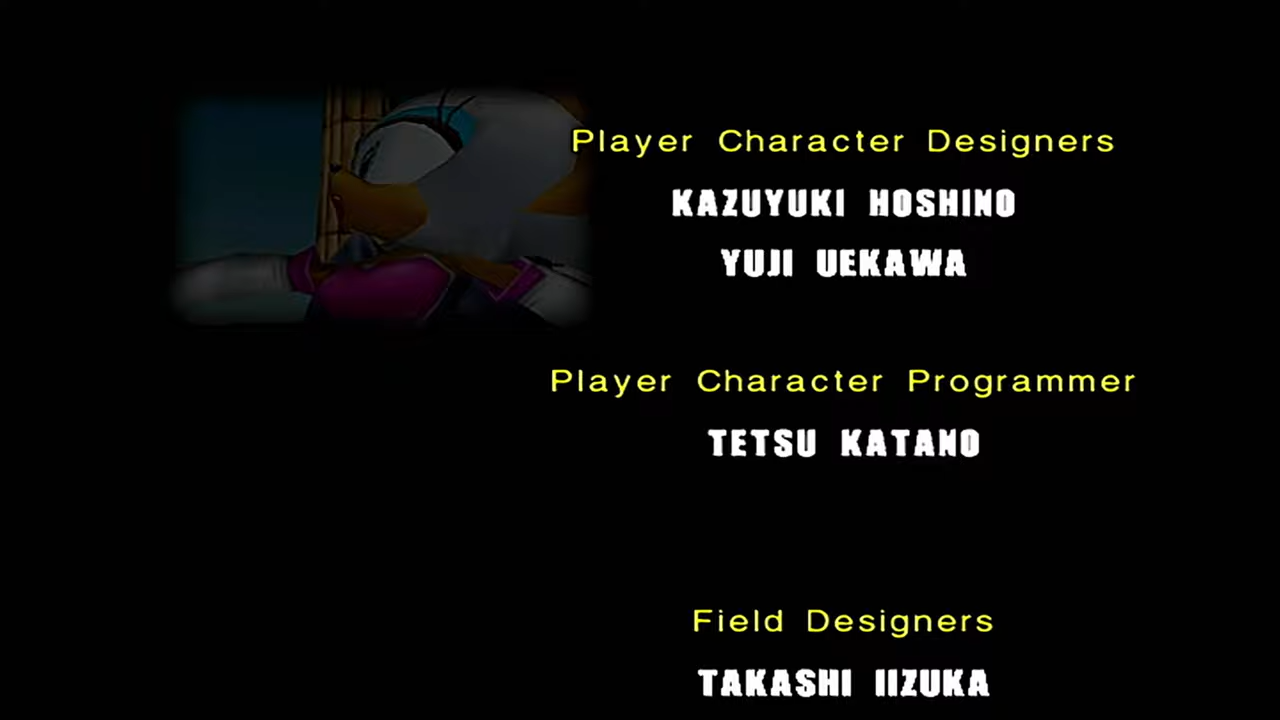 Player Character Designers
KAZUYUKI HOSHINO
YUJI UEKAWA
Player Character Programmer
TETSU KATANO
Field Designers
TAKASHI IIZUKA